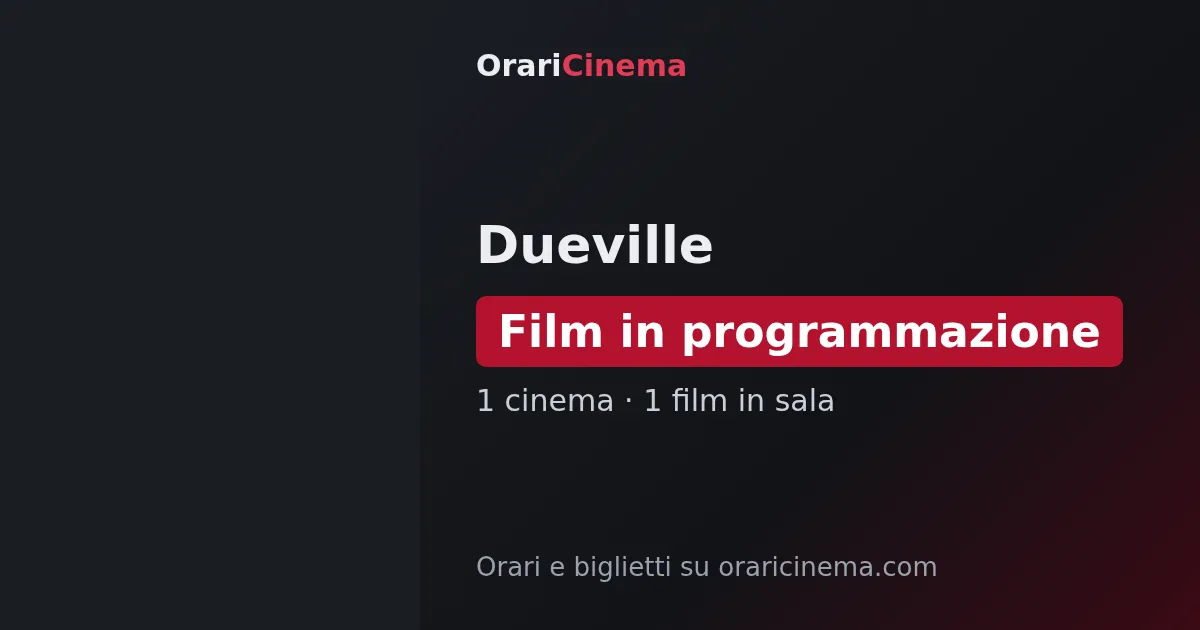 OrariCinema
Dueville
Film in programmazione
1 cinema · 1 film in sala
Orari e biglietti su oraricinema.com